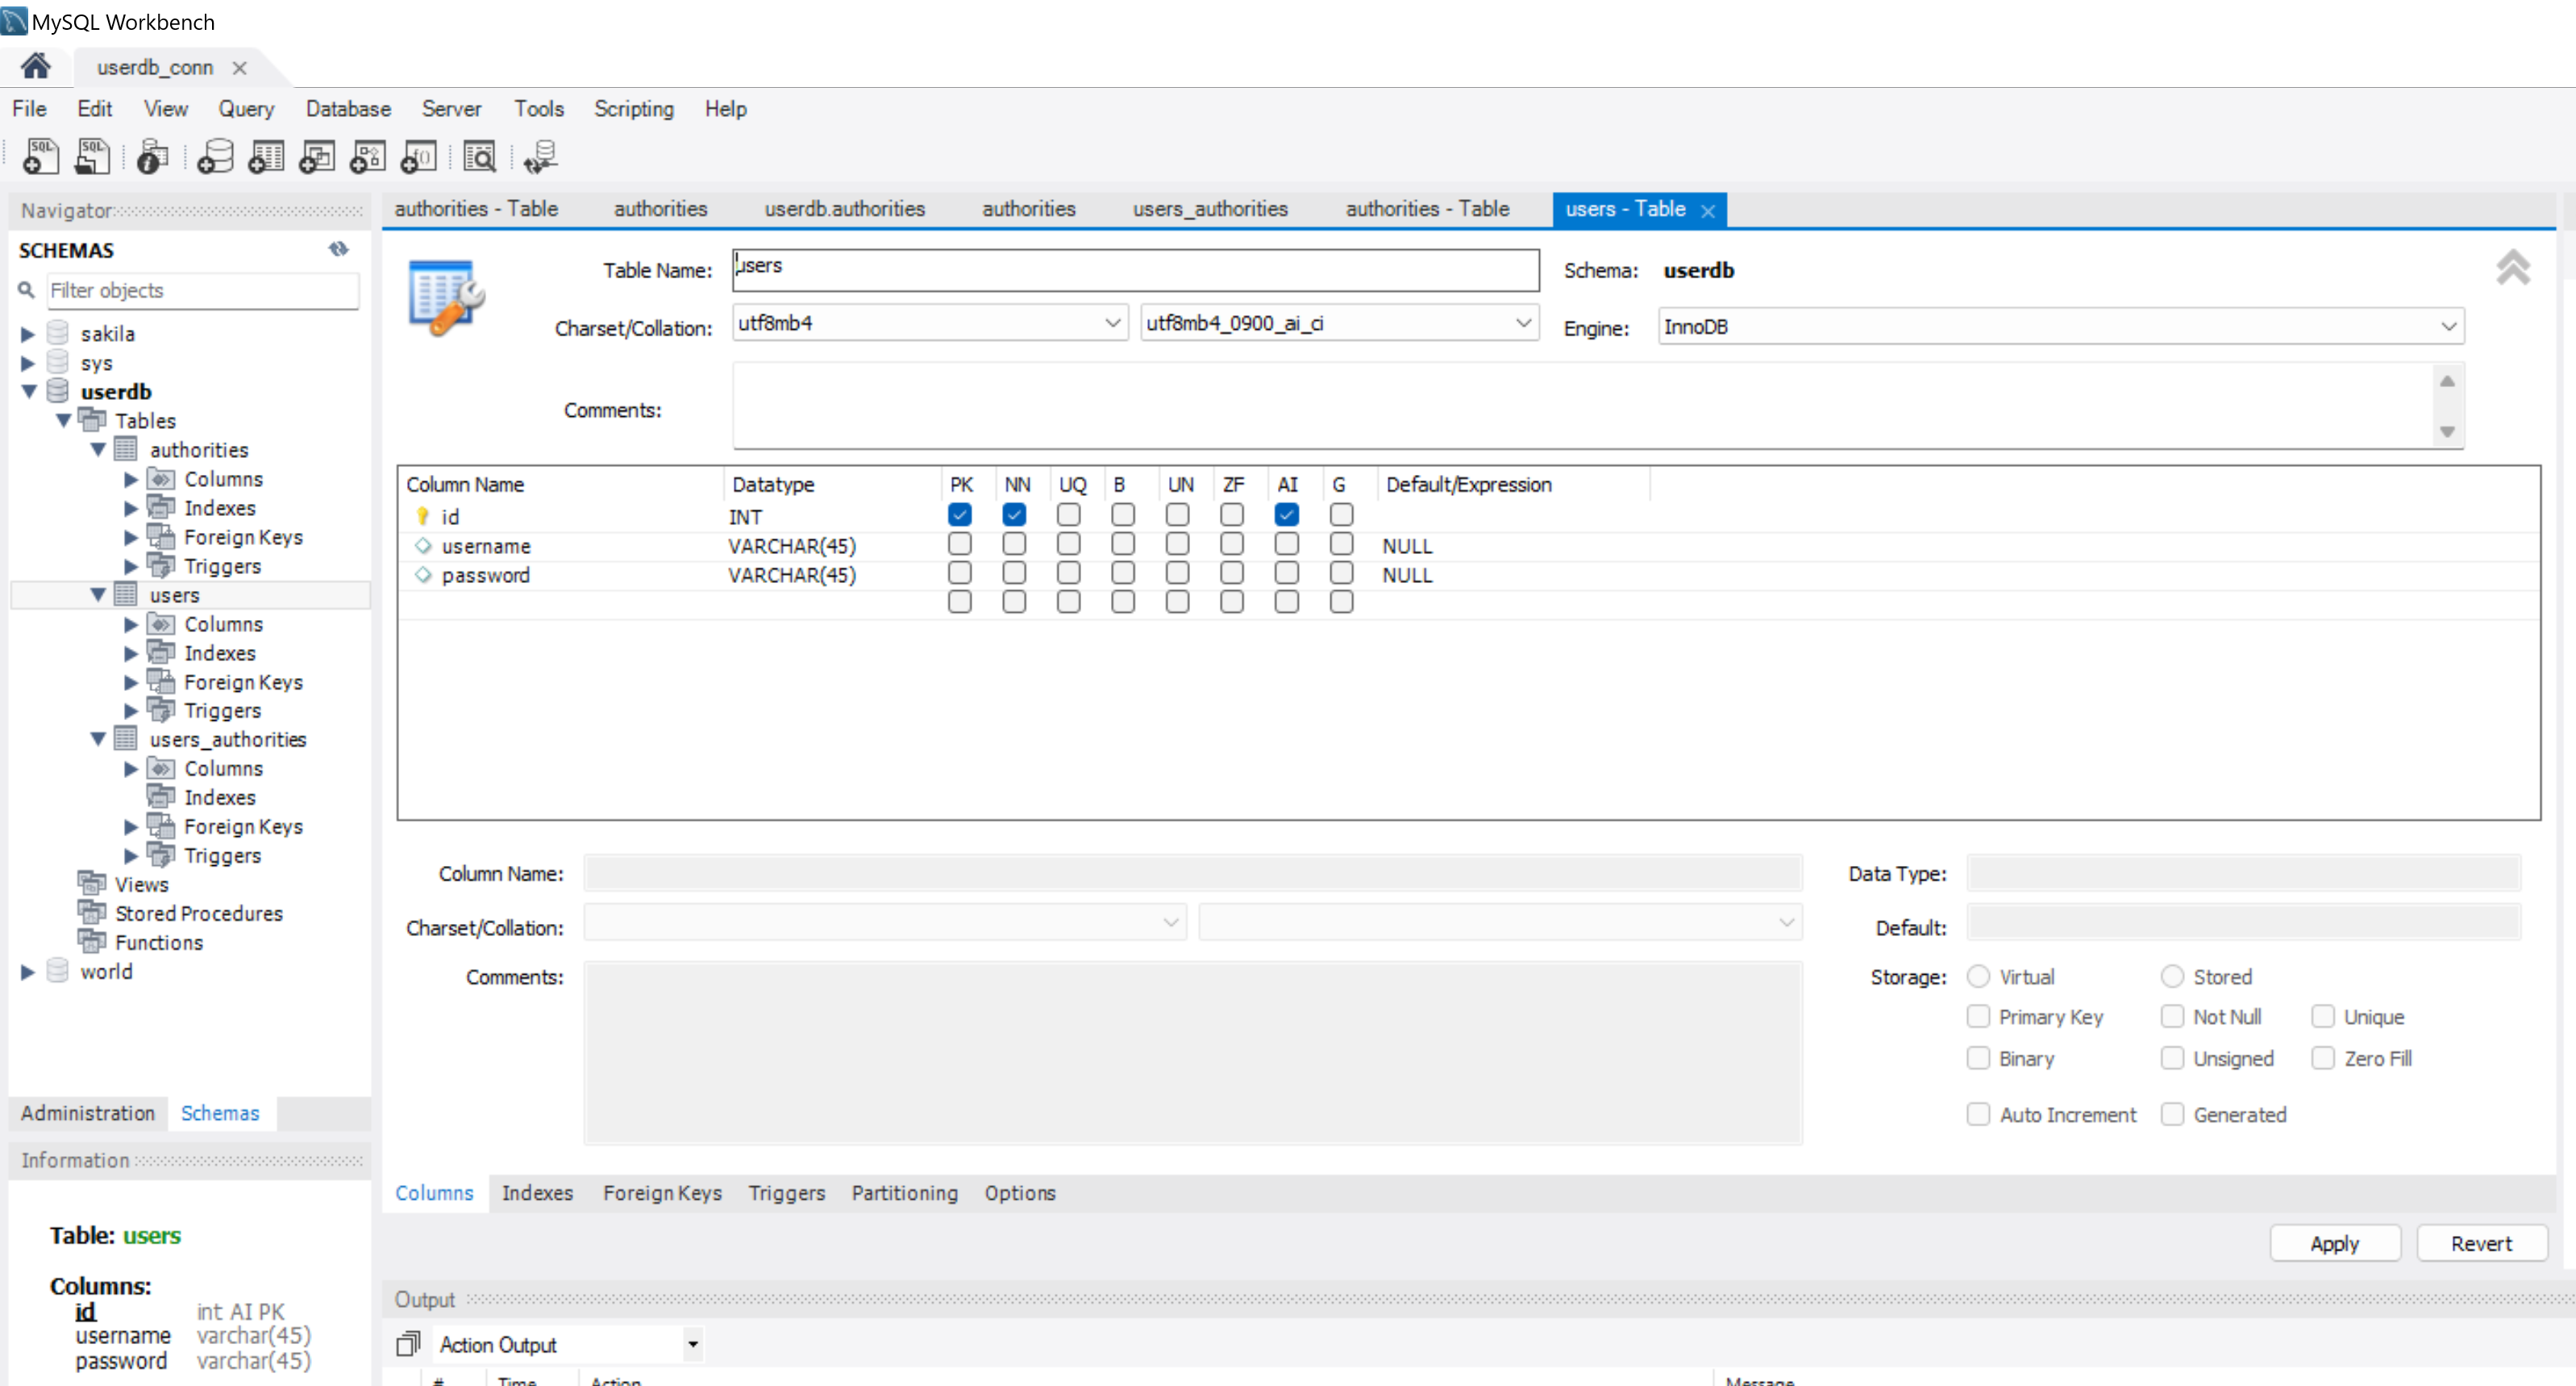 MySQL Workbench
userdb_conn
File Edit View Query Database Server Tools Scripting Help
Navigator
SCHEMAS
Filter objects
sakila
sys
userdb
Tables
authorities
Columns
Indexes
Foreign Keys
Triggers
users
Columns
Indexes
Foreign Keys
Triggers
users_authorities
Columns
Indexes
Foreign Keys
Triggers
Views
Stored Procedures
Functions
world
Administration Schemas
Information
Table: users
Columns:
id int AI PK
username varchar(45)
password varchar(45)
authorities - Table authorities userdb.authorities authorities users_authorities authorities - Table users - Table
Table Name: users Schema: userdb
Charset/Collation: utf8mb4 utf8mb4_0900_ai_ci Engine: InnoDB
Comments:
Column Name Datatype PK NN UQ B UN ZF AI G Default/Expression
id INT
username VARCHAR(45) NULL
password VARCHAR(45) NULL
Column Name: Data Type:
Charset/Collation: Default:
Comments: Storage: Virtual Stored
Primary Key Not Null Unique
Binary Unsigned Zero Fill
Auto Increment Generated
Columns Indexes Foreign Keys Triggers Partitioning Options
Apply Revert
Output
Action Output
# Time Action Message